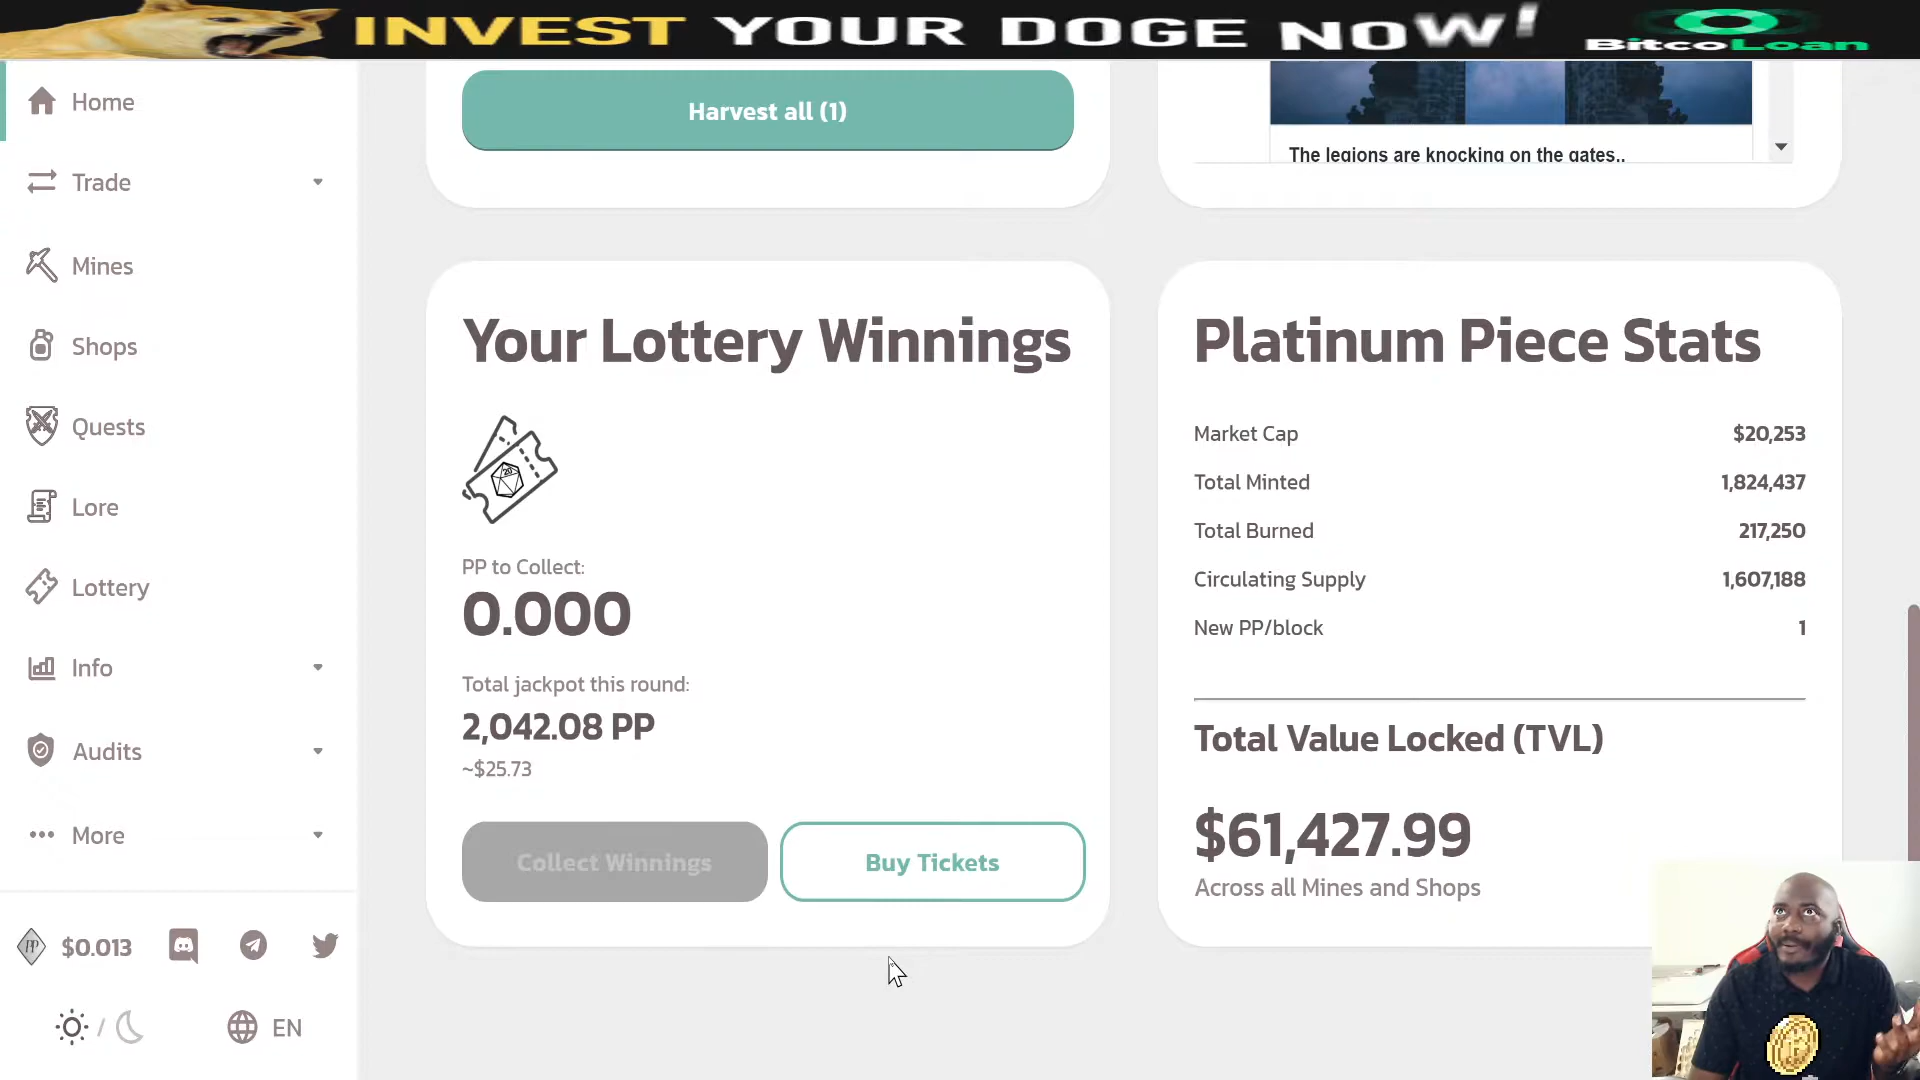 INVEST YOUR DOGE NOW!
BitcoLoan
Home
Trade
Mines
Shops
Quests
Lore
Lottery
Info
Audits
More
PP $0.013
/
EN
Harvest all (1)
The legions are knocking on the gates..
Your Lottery Winnings
20
PP to Collect:
0.000
Total jackpot this round:
2,042.08 PP
~$25.73
Collect Winnings
Buy Tickets
Platinum Piece Stats
Market Cap $20,253
Total Minted 1,824,437
Total Burned 217,250
Circulating Supply 1,607,188
New PP/block 1
Total Value Locked (TVL)
$61,427.99
Across all Mines and Shops